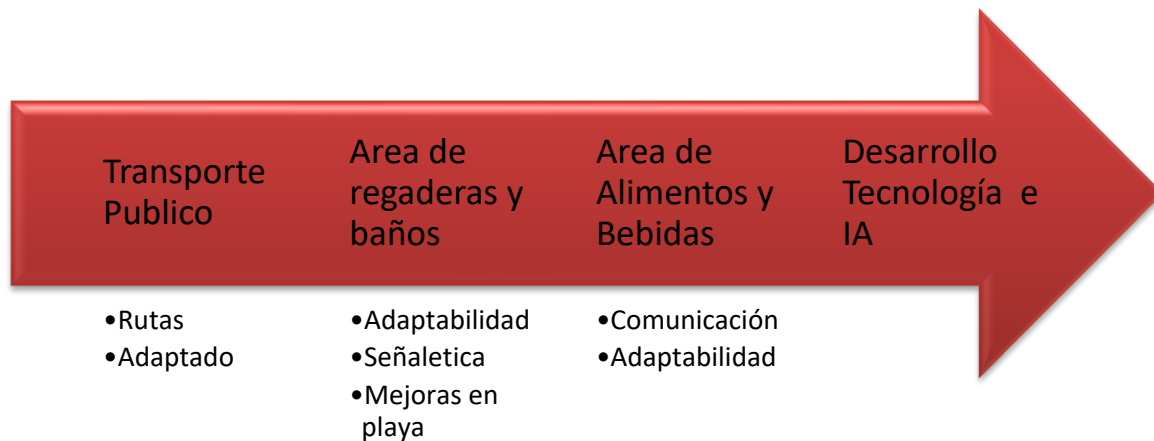 Transporte
Publico
•Rutas
•Adaptado
Area de
regaderas y
baños
•Adaptabilidad
•Señaletica
•Mejoras en
playa
Area de
Alimentos y
Bebidas
•Comunicación
•Adaptabilidad
Desarrollo
Tecnología e
IA